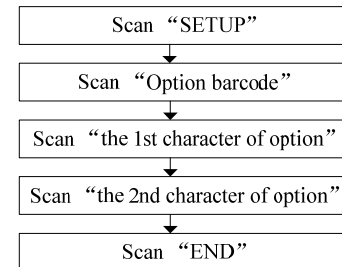 Scan “SETUP”
Scan “Option barcode”
Scan “the 1st character of option”
Scan “the 2nd character of option”
Scan “END”